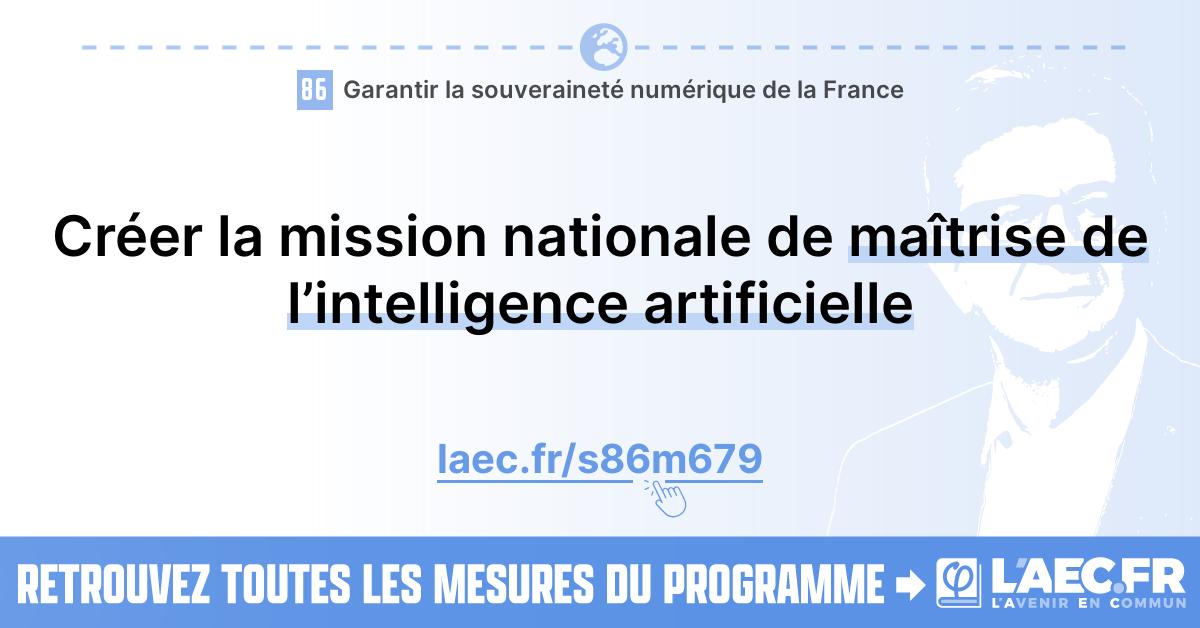 86 Garantir la souveraineté numérique de la France
Créer la mission nationale de maîtrise de
l’intelligence artificielle
laec.fr/s86m679
RETROUVEZ TOUTES LES MESURES DU PROGRAMME
φ L'AEC.FR
L'AVENIR EN COMMUN